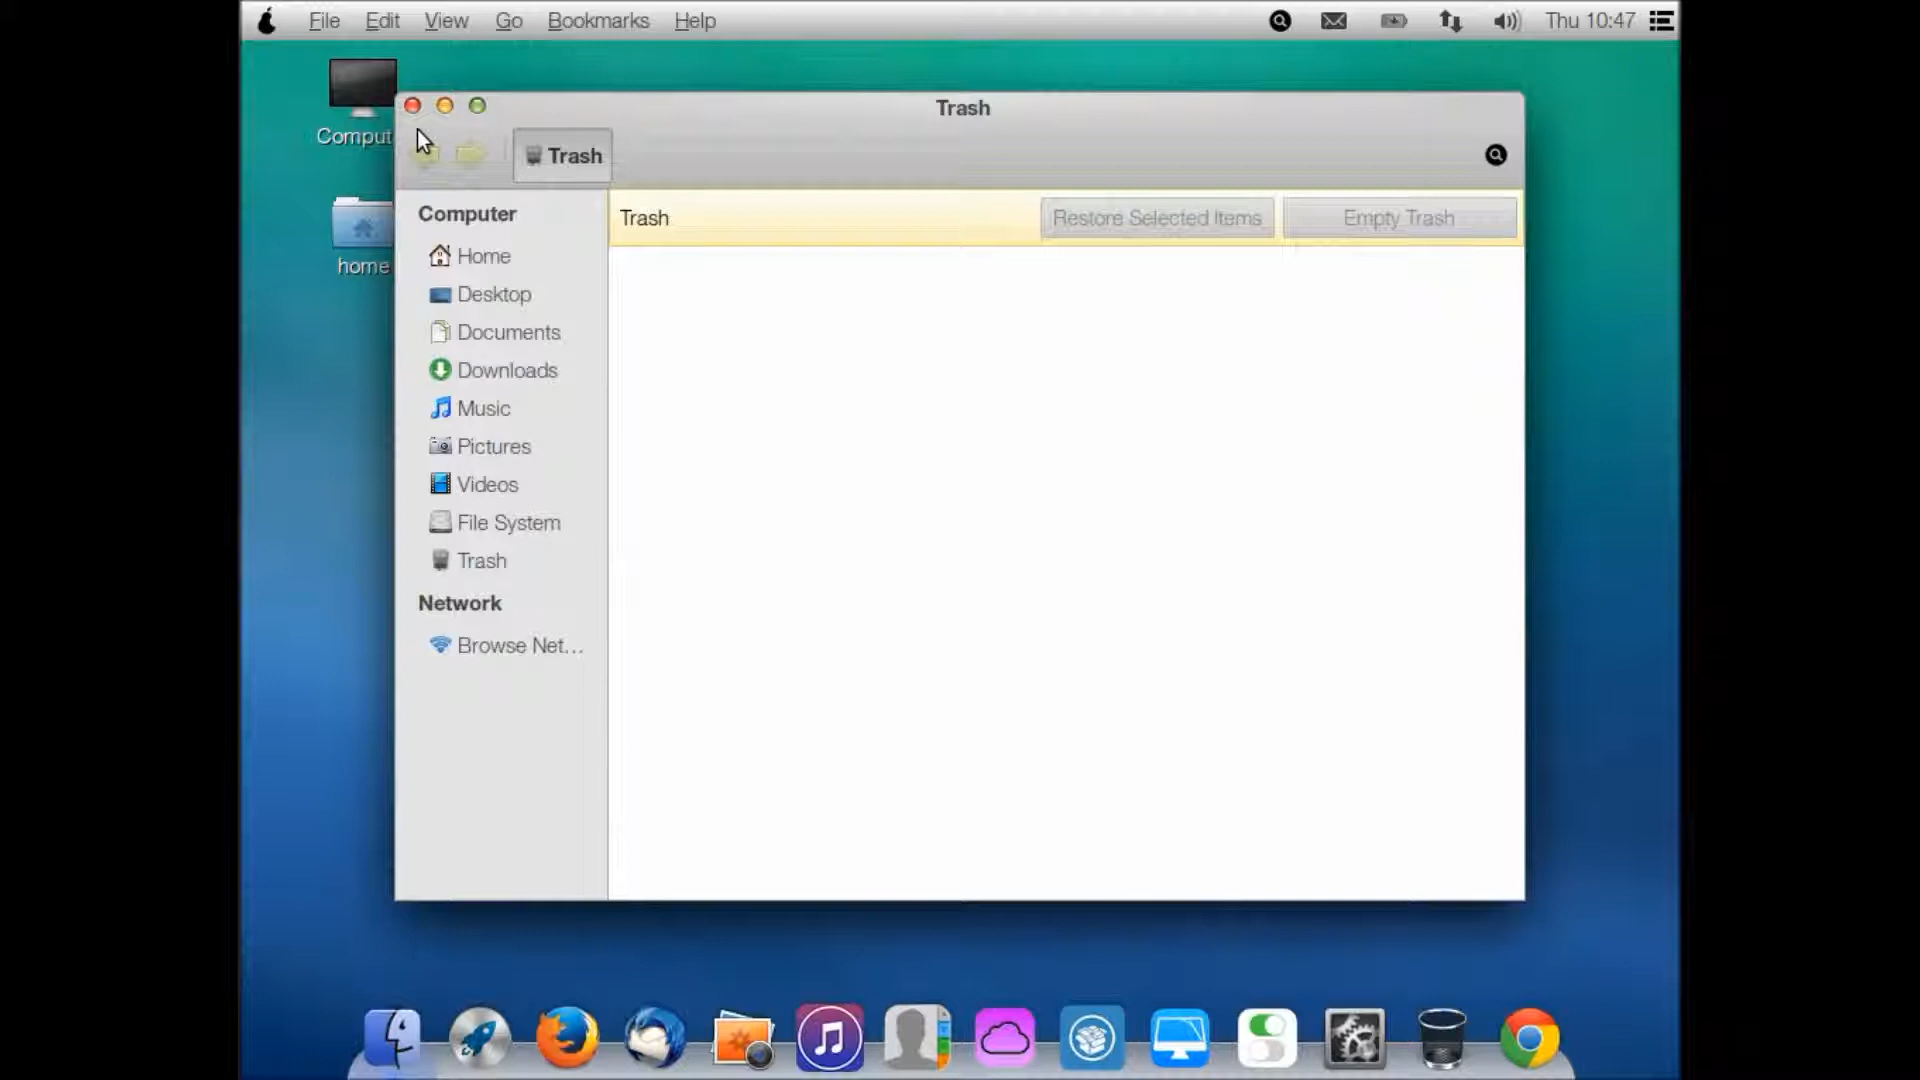 File Edit View Go Bookmarks Help Thu 10:47
Comput
home
Trash
Trash
Trash Restore Selected Items Empty Trash
Computer
Home
Desktop
Documents
Downloads
Music
Pictures
Videos
File System
Trash
Network
Browse Net...